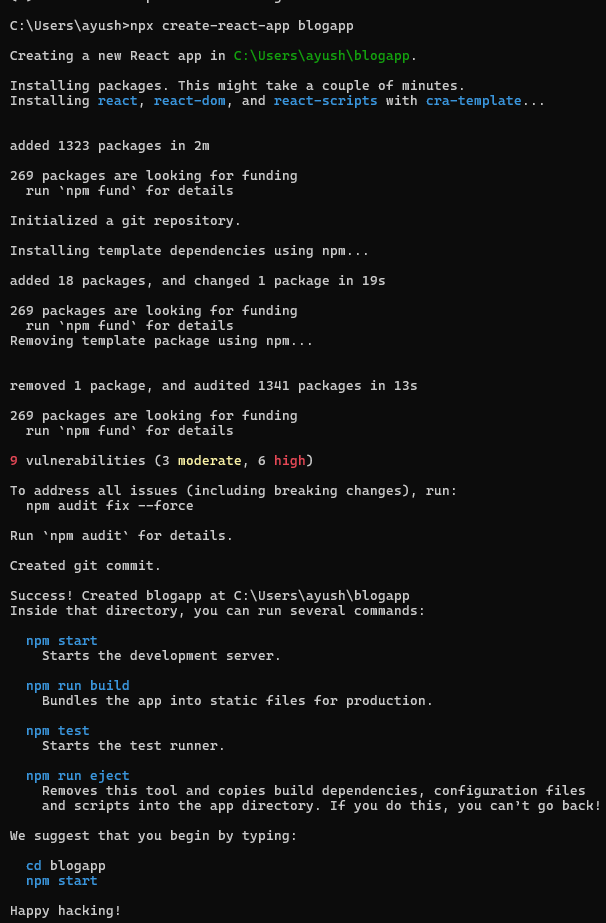 C:\Users\ayush>npx create-react-app blogapp
Creating a new React app in C:\Users\ayush\blogapp.
Installing packages. This might take a couple of minutes.
Installing react, react-dom, and react-scripts with cra-template...
added 1323 packages in 2m
269 packages are looking for funding
  run `npm fund` for details
Initialized a git repository.
Installing template dependencies using npm...
added 18 packages, and changed 1 package in 19s
269 packages are looking for funding
  run `npm fund` for details
Removing template package using npm...
removed 1 package, and audited 1341 packages in 13s
269 packages are looking for funding
  run `npm fund` for details
9 vulnerabilities (3 moderate, 6 high)
To address all issues (including breaking changes), run:
  npm audit fix --force
Run `npm audit` for details.
Created git commit.
Success! Created blogapp at C:\Users\ayush\blogapp
Inside that directory, you can run several commands:
  npm start
    Starts the development server.
  npm run build
    Bundles the app into static files for production.
  npm test
    Starts the test runner.
  npm run eject
    Removes this tool and copies build dependencies, configuration files
    and scripts into the app directory. If you do this, you can’t go back!
We suggest that you begin by typing:
  cd blogapp
  npm start
Happy hacking!